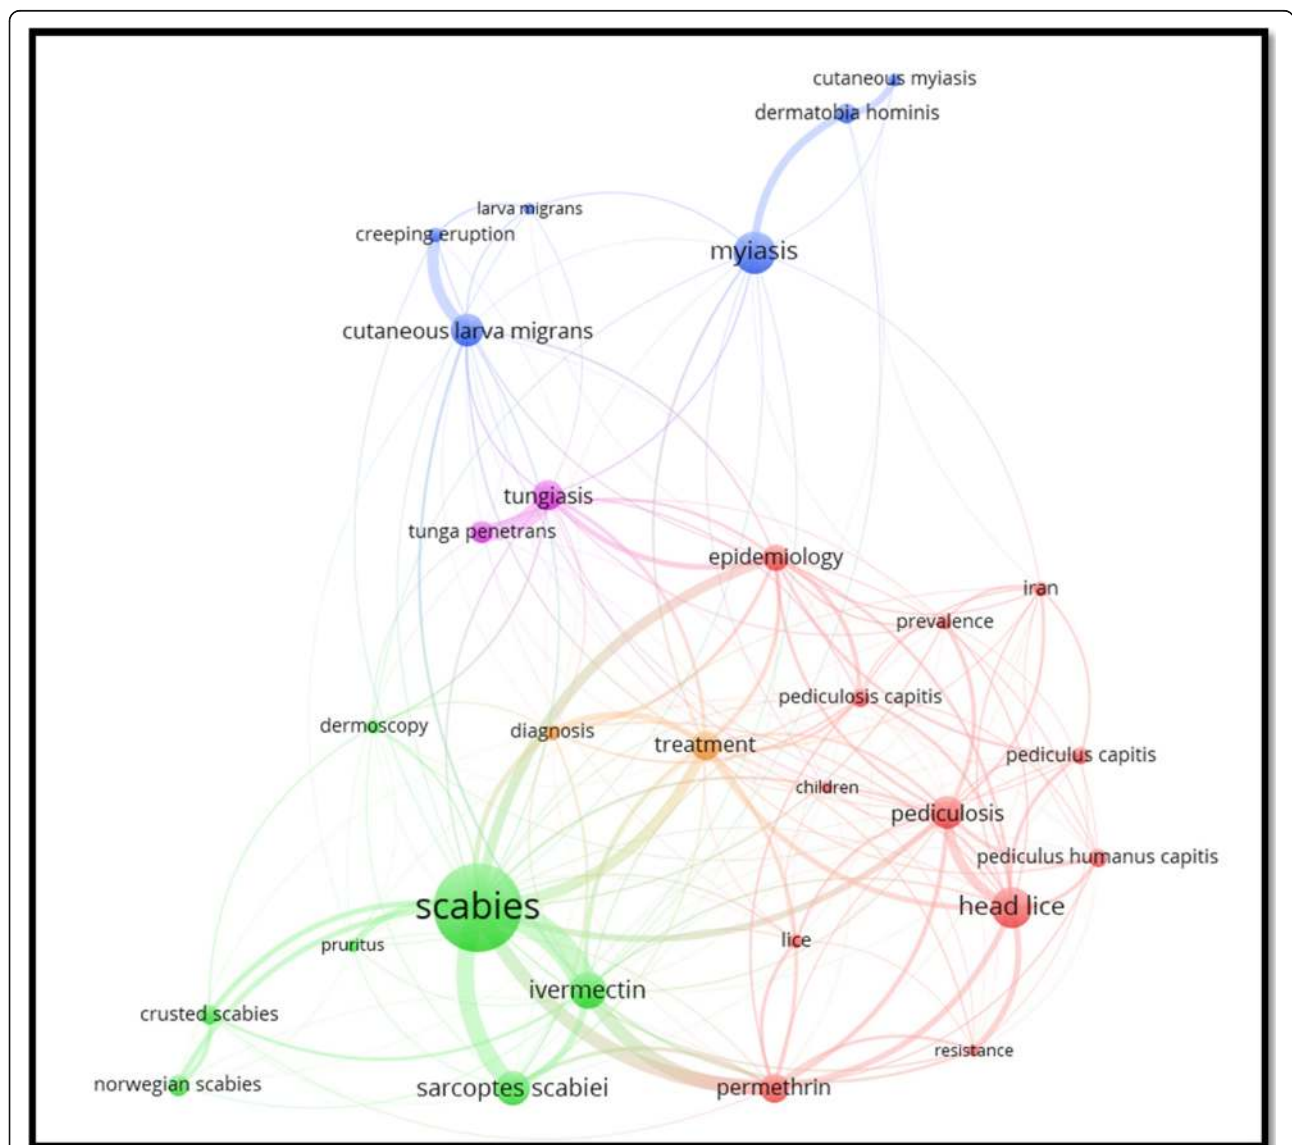 cutaneous myiasis
dermatobia hominis
larva migrans
creeping eruption
myiasis
cutaneous larva migrans
tungiasis
tunga penetrans
epidemiology
iran
prevalence
pediculosis capitis
dermoscopy
diagnosis
treatment
pediculus capitis
children
pediculosis
pediculus humanus capitis
scabies
head lice
pruritus
lice
ivermectin
crusted scabies
resistance
norwegian scabies
sarcoptes scabiei
permethrin